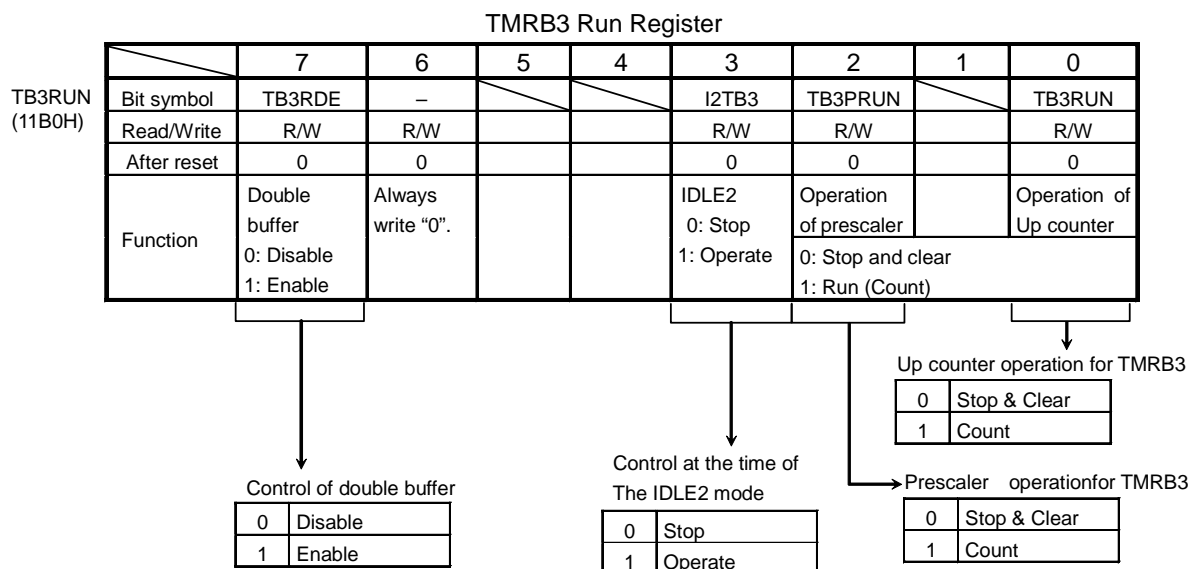 TMRB3 Run Register
7 6 5 4 3 2 1 0
TB3RUN
(11B0H)
Bit symbol TB3RDE – I2TB3 TB3PRUN TB3RUN
Read/Write R/W R/W R/W R/W R/W
After reset 0 0 0 0 0
Function
Double
buffer
0: Disable
1: Enable
Always
write “0”.
IDLE2
0: Stop
1: Operate
Operation
of prescaler
Operation of
Up counter
0: Stop and clear
1: Run (Count)
Up counter operation for TMRB3
0 Stop & Clear
1 Count
Control of double buffer
0 Disable
1 Enable
Control at the time of
The IDLE2 mode
0 Stop
1 Operate
Prescaler operationfor TMRB3
0 Stop & Clear
1 Count